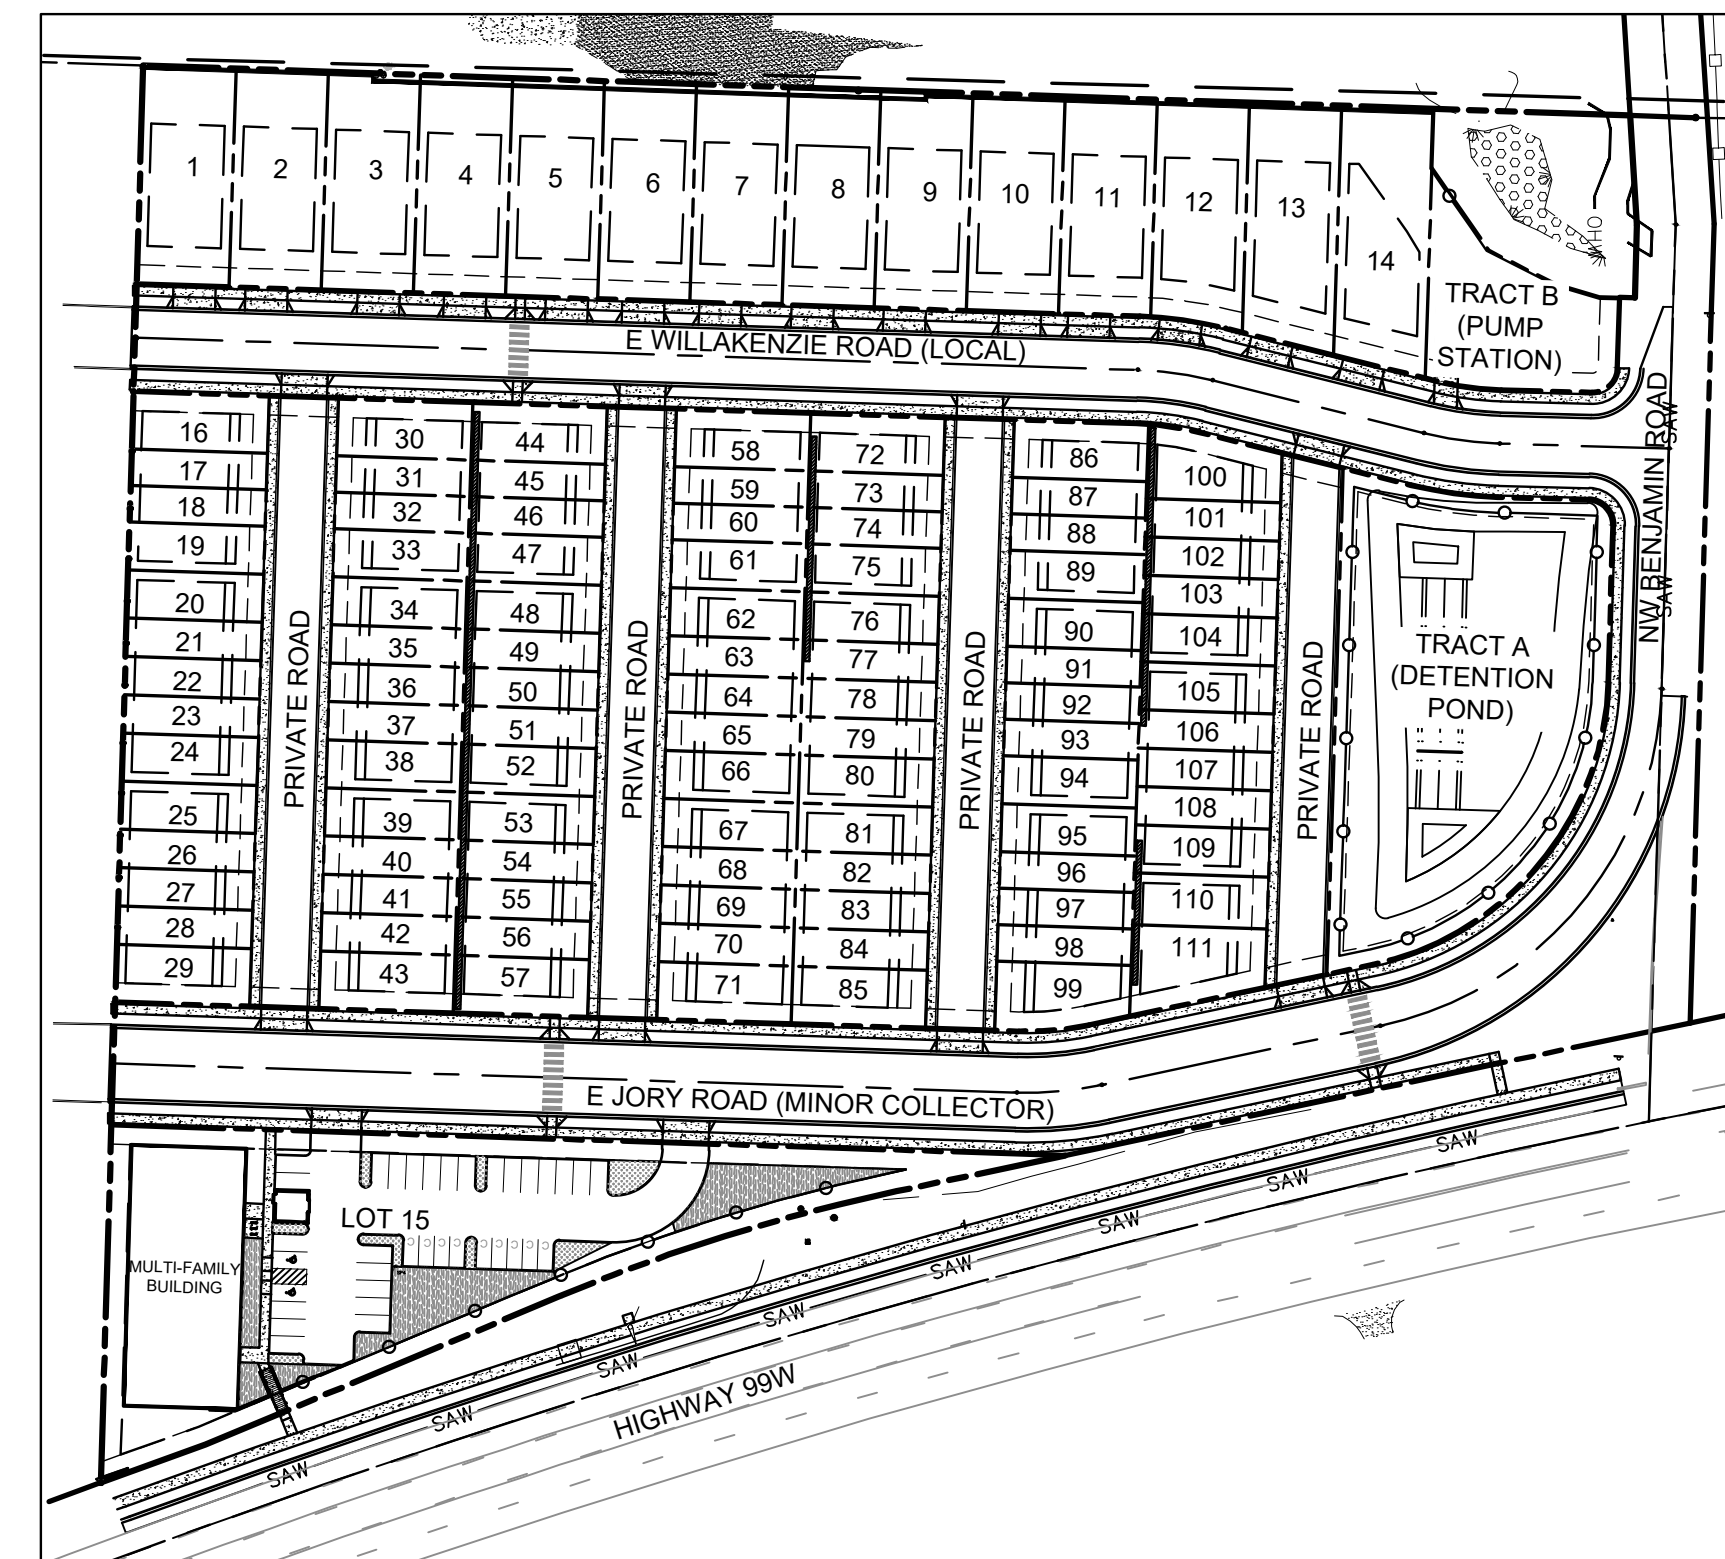 1 2 3 4 5 6 7 8 9 10 11 12 13 14
OHW
TRACT B
(PUMP
STATION)
E WILLAKENZIE ROAD (LOCAL)
NW BENJAMIN ROAD
SAW
SAW
16 30 44 58 72 86 100
17 31 45 59 73 87 101
18 32 46 60 74 88 102
19 33 47 61 75 89 103
20 34 48 62 76 90 104
21 35 49 63 77 91 105
22 36 50 64 78 92 106
23 37 51 65 79 93 107
24 38 52 66 80 94 108
25 39 53 67 81 95 109
26 40 54 68 82 96 110
27 41 55 69 83 97 111
28 42 56 70 84 98
29 43 57 71 85 99
PRIVATE ROAD
PRIVATE ROAD
PRIVATE ROAD
PRIVATE ROAD
TRACT A
(DETENTION
POND)
E JORY ROAD (MINOR COLLECTOR)
LOT 15
C C C C C C C C C
MULTI-FAMILY
BUILDING
SAW
SAW
SAW
SAW
SAW
SAW
SAW
SAW
HIGHWAY 99W